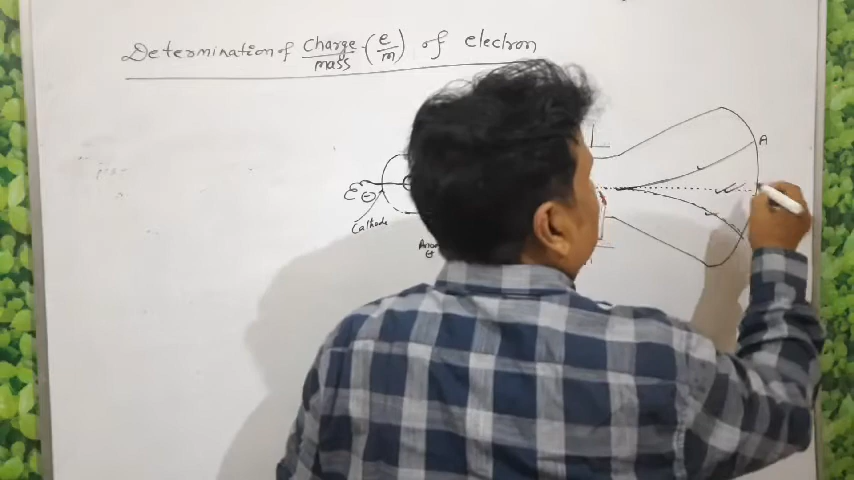 Determination of Charge/mass (e/m) of electron
A
Cathode